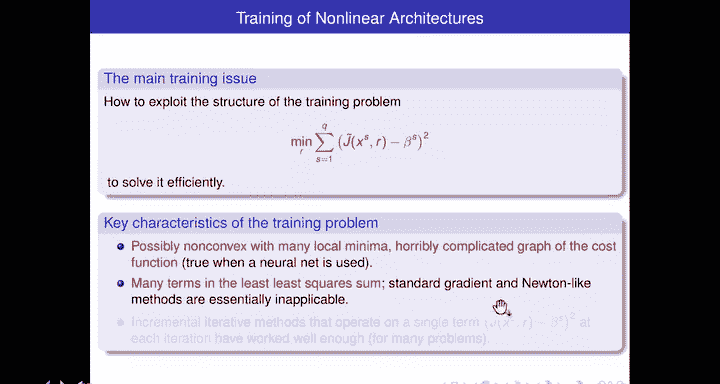 Training of Nonlinear Architectures
The main training issue
How to exploit the structure of the training problem
min_r ∑_{s=1}^{q} (J̃(x^s, r) − β^s)^2
to solve it efficiently.
Key characteristics of the training problem
Possibly nonconvex with many local minima, horribly complicated graph of the cost
function (true when a neural net is used).
Many terms in the least least squares sum; standard gradient and Newton-like
methods are essentially inapplicable.
Incremental iterative methods that operate on a single term (J̃(x^s, r) − β^s)^2 at
each iteration have worked well enough (for many problems).